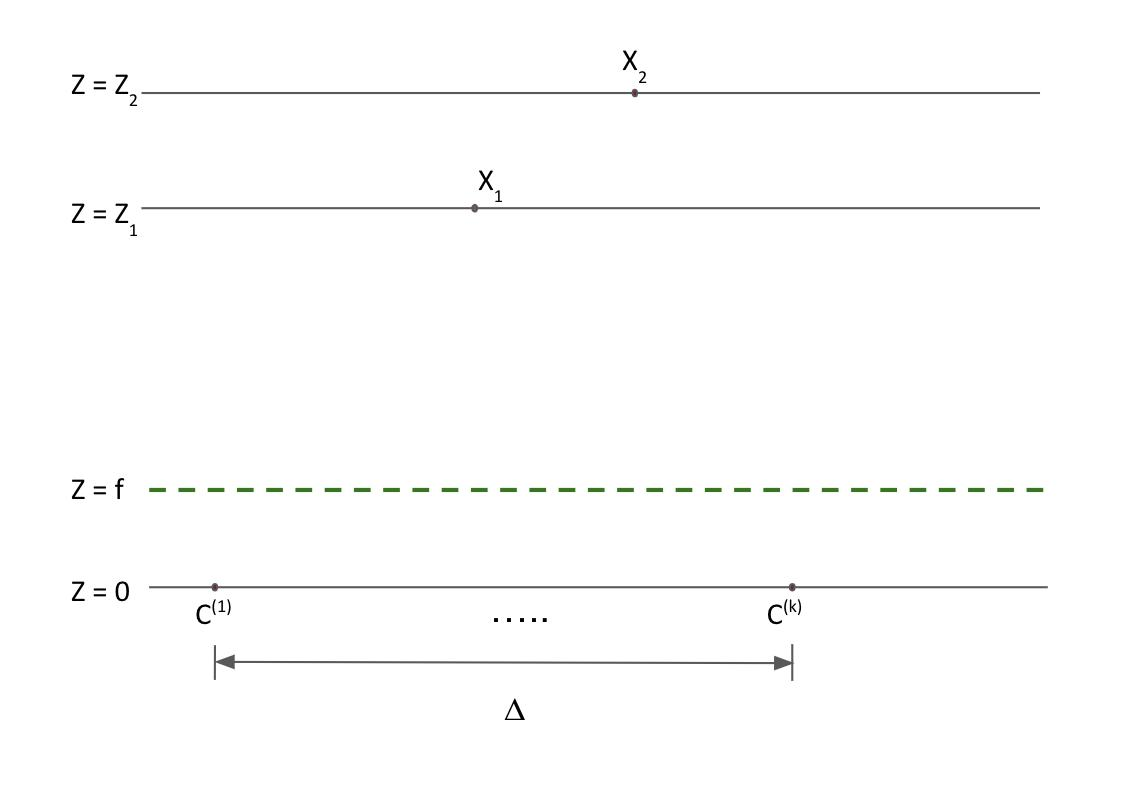 X₂
Z = Z₂
X₁
Z = Z₁
Z = f
Z = 0
C⁽¹⁾ ..... C⁽ᵏ⁾
Δ